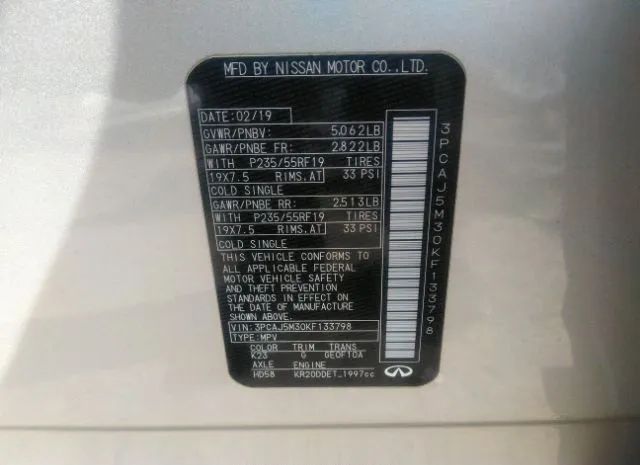 MFD BY NISSAN MOTOR CO.,LTD.
DATE: 02/19
GVWR/PNBV: 5,062LB
GAWR/PNBE FR: 2,822LB
WITH P235/55RF19 TIRES
19X7.5 RIMS.AT 33 PSI
COLD SINGLE
GAWR/PNBE RR: 2,513LB
WITH P235/55RF19 TIRES
19X7.5 RIMS.AT 33 PSI
COLD SINGLE
THIS VEHICLE CONFORMS TO
ALL APPLICABLE FEDERAL
MOTOR VEHICLE SAFETY
AND THEFT PREVENTION
STANDARDS IN EFFECT ON
THE DATE OF MANUFACTURE
SHOWN ABOVE.
VIN:3PCAJ5M30KF133798
TYPE:MPV
COLOR TRIM TRANS
K23 G GE0F10A
AXLE ENGINE
HD58 KR20DDET_1997cc
INFINITI
3PCAJ5M30KF133798